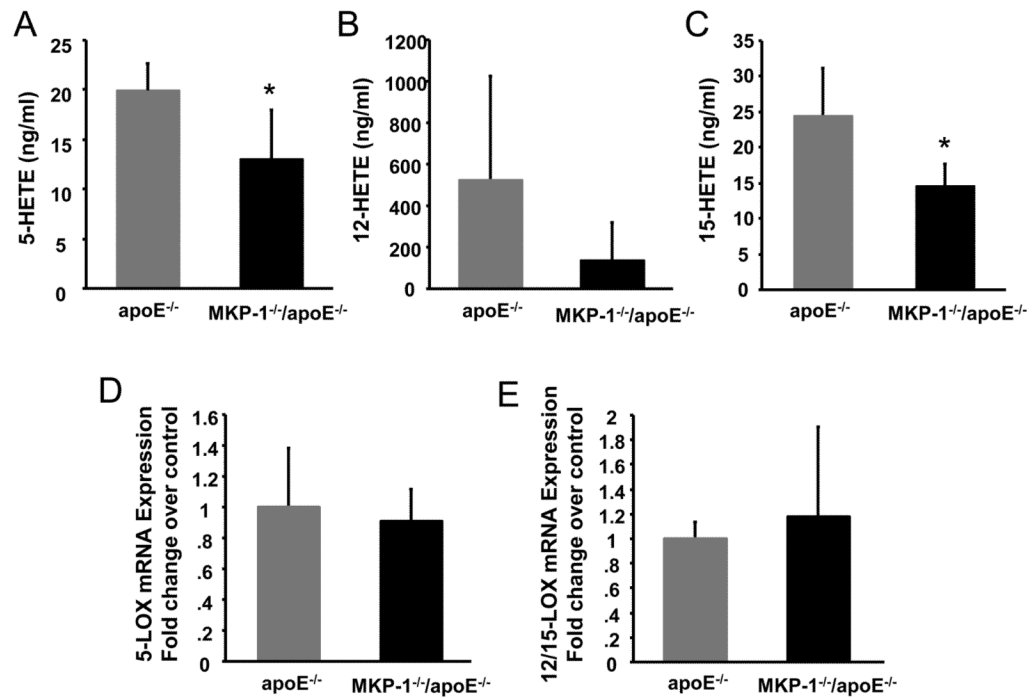 A
B
C
25
20
15
10
5
0
5-HETE (ng/ml)
*
apoE-/-
MKP-1-/-/apoE-/-
1200
1000
800
600
400
200
0
12-HETE (ng/ml)
apoE-/-
MKP-1-/-/apoE-/-
35
30
25
20
15
10
5
0
15-HETE (ng/ml)
*
apoE-/-
MKP-1-/-/apoE-/-
D
E
1.6
1.4
1.2
1
.8
.6
.4
.2
0
5-LOX mRNA Expression
Fold change over control
apoE-/-
MKP-1-/-/apoE-/-
2
1.8
1.6
1.4
1.2
1
.8
.6
.4
.2
0
12/15-LOX mRNA Expression
Fold change over control
apoE-/-
MKP-1-/-/apoE-/-